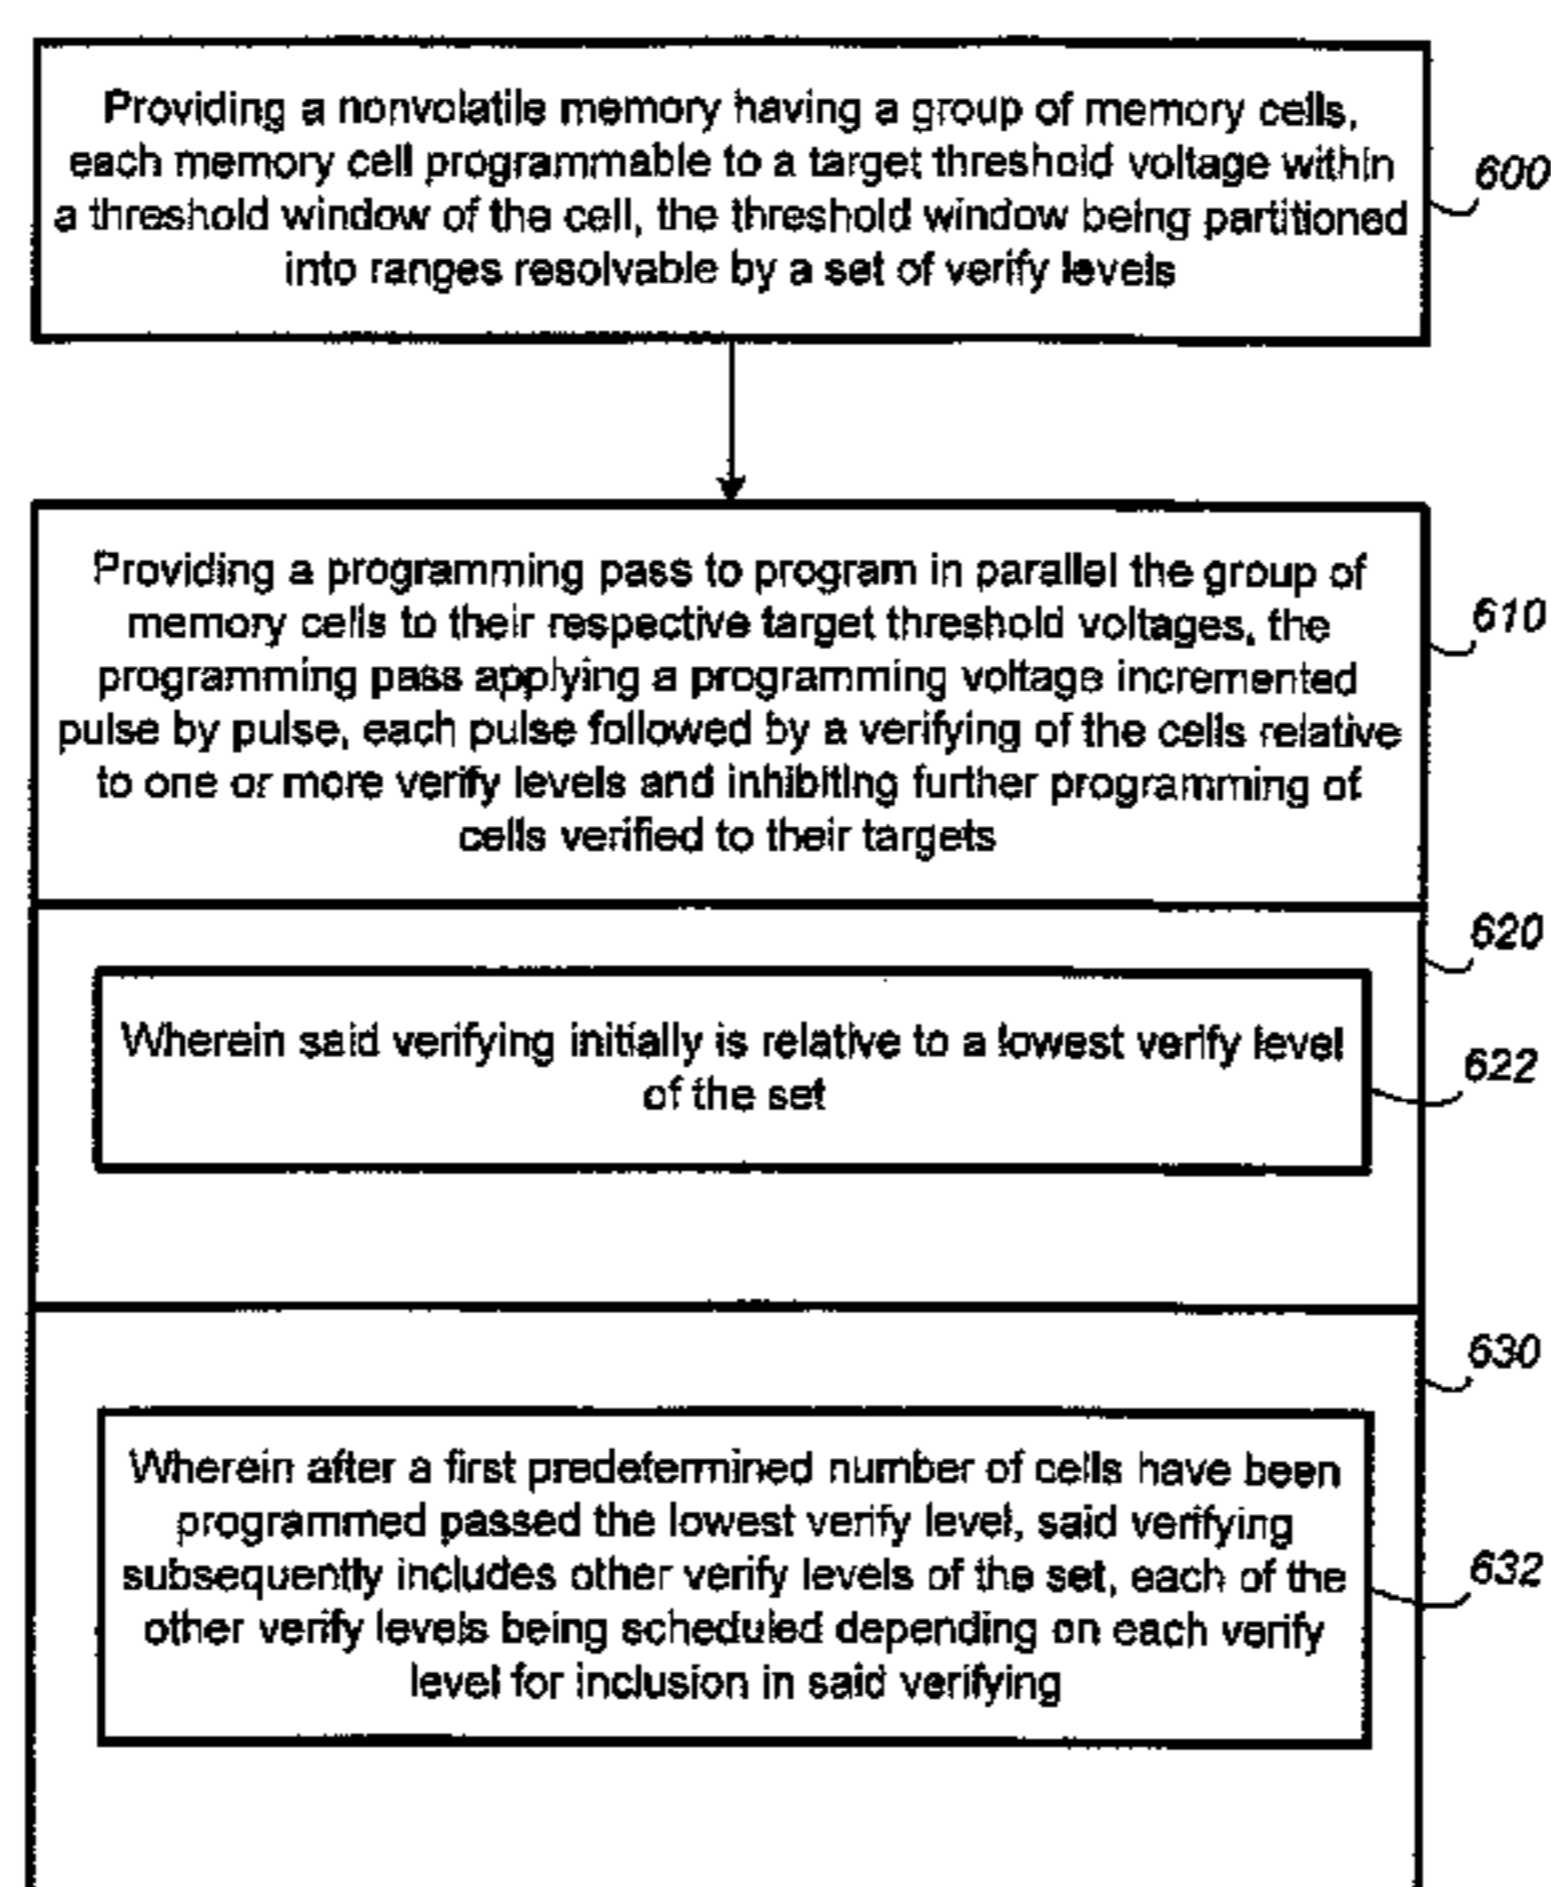 Providing a nonvolatile memory having a group of memory cells,
each memory cell programmable to a target threshold voltage within
a threshold window of the cell, the threshold window being partitioned
into ranges resolvable by a set of verify levels
600
Providing a programming pass to program in parallel the group of
memory cells to their respective target threshold voltages, the
programming pass applying a programming voltage incremented
pulse by pulse, each pulse followed by a verifying of the cells relative
to one or more verify levels and inhibiting further programming of
cells verified to their targets
610
620
Wherein said verifying initially is relative to a lowest verify level
of the set
622
630
Wherein after a first predetermined number of cells have been
programmed passed the lowest verify level, said verifying
subsequently includes other verify levels of the set, each of the
other verify levels being scheduled depending on each verify
level for inclusion in said verifying
632